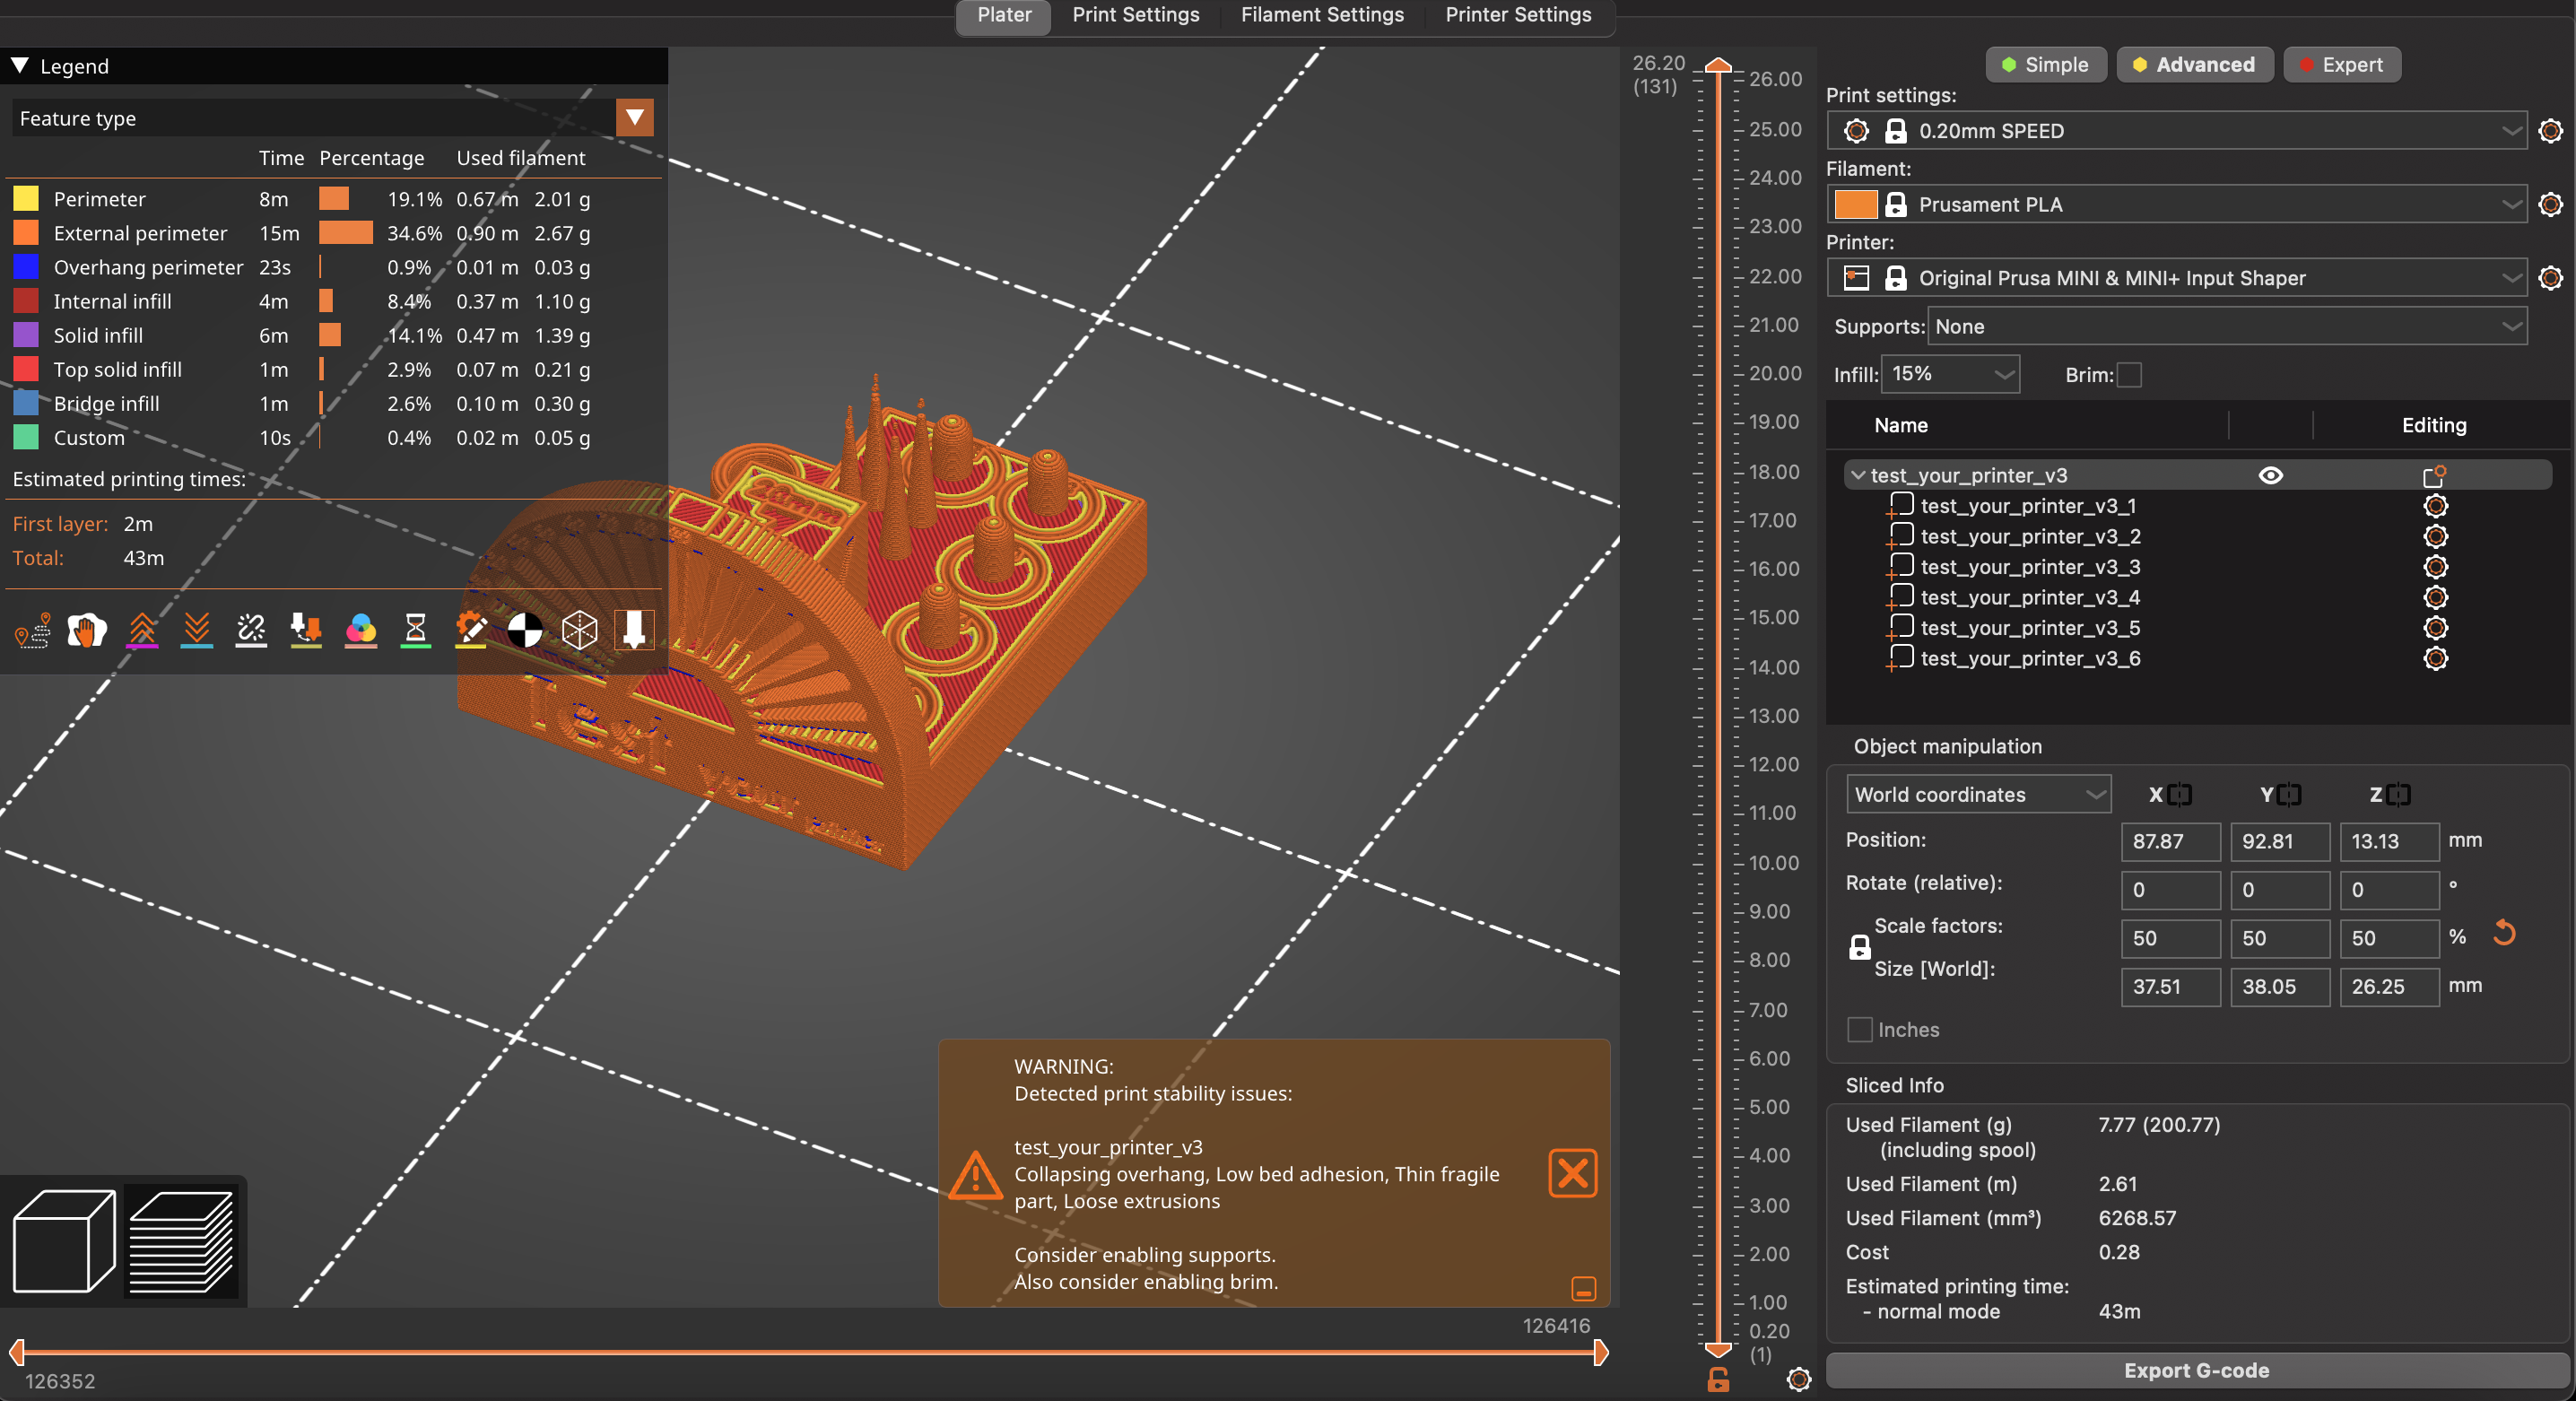 Plater Print Settings Filament Settings Printer Settings
Legend
Feature type
Time Percentage Used filament
Perimeter 8m 19.1% 0.67 m 2.01 g
External perimeter 15m 34.6% 0.90 m 2.67 g
Overhang perimeter 23s 0.9% 0.01 m 0.03 g
Internal infill 4m 8.4% 0.37 m 1.10 g
Solid infill 6m 14.1% 0.47 m 1.39 g
Top solid infill 1m 2.9% 0.07 m 0.21 g
Bridge infill 1m 2.6% 0.10 m 0.30 g
Custom 10s 0.4% 0.02 m 0.05 g
Estimated printing times:
First layer: 2m
Total: 43m
Test your
WARNING:
Detected print stability issues:
test_your_printer_v3
Collapsing overhang, Low bed adhesion, Thin fragile
part, Loose extrusions
Consider enabling supports.
Also consider enabling brim.
126416
126352
26.20
(131)
26.00
25.00
24.00
23.00
22.00
21.00
20.00
19.00
18.00
17.00
16.00
15.00
14.00
13.00
12.00
11.00
10.00
9.00
8.00
7.00
6.00
5.00
4.00
3.00
2.00
1.00
0.20
(1)
Simple Advanced Expert
Print settings:
0.20mm SPEED
Filament:
Prusament PLA
Printer:
Original Prusa MINI & MINI+ Input Shaper
Supports: None
Infill: 15% Brim:
Name Editing
test_your_printer_v3
test_your_printer_v3_1
test_your_printer_v3_2
test_your_printer_v3_3
test_your_printer_v3_4
test_your_printer_v3_5
test_your_printer_v3_6
Object manipulation
World coordinates X Y Z
Position: 87.87 92.81 13.13 mm
Rotate (relative): 0 0 0 °
Scale factors: 50 50 50 %
Size [World]: 37.51 38.05 26.25 mm
Inches
Sliced Info
Used Filament (g) 7.77 (200.77)
(including spool)
Used Filament (m) 2.61
Used Filament (mm³) 6268.57
Cost 0.28
Estimated printing time:
- normal mode 43m
Export G-code